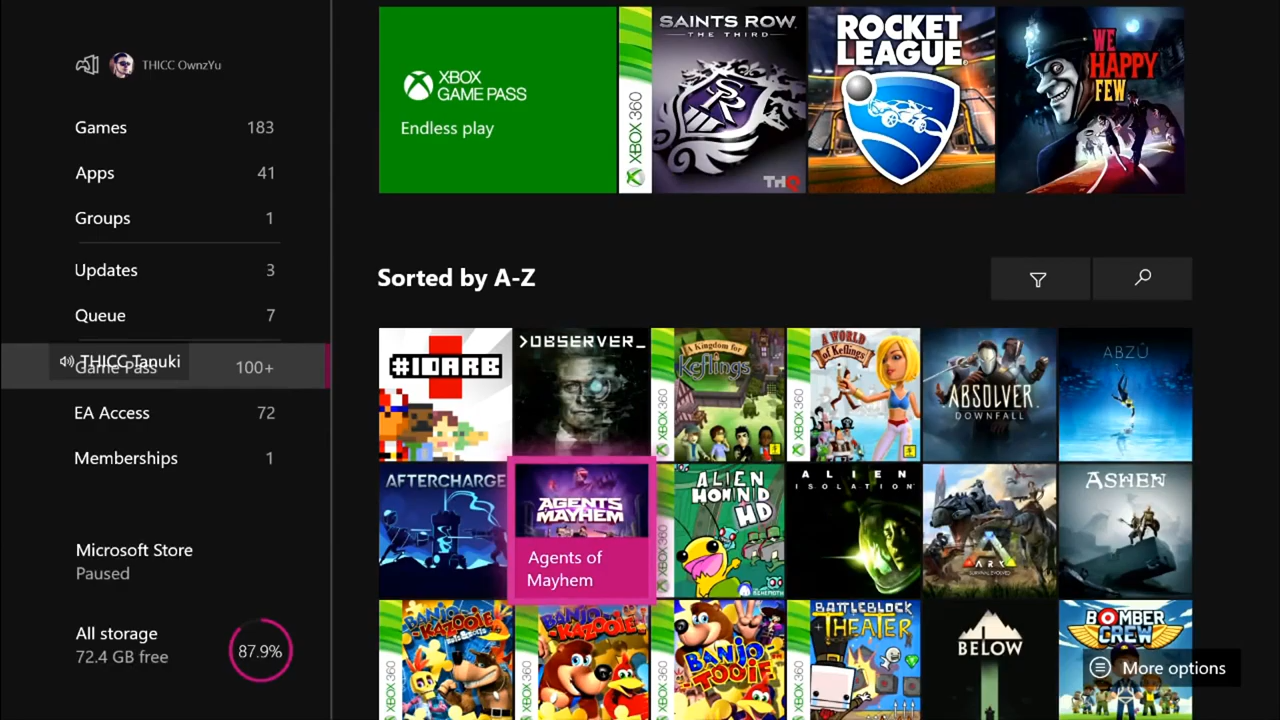 THICC OwnzYu
Games 183
Apps 41
Groups 1
Updates 3
Queue 7
THICC Tanuki
Game Pass 100+
EA Access 72
Memberships 1
Microsoft Store
Paused
All storage
72.4 GB free
87.9%
XBOX
GAME PASS
Endless play
XBOX 360
SAINTS ROW
THE THIRD
SR
THQ
ROCKET
LEAGUE
WE
HAPPY
FEW
Sorted by A-Z
#IDARB
>OBSERVER_
A Kingdom for
Keflings
XBOX 360
A WORLD
of Keflings
ABSOLVER
DOWNFALL
ABZÛ
AFTERCHARGE
AGENTS
MAYHEM
Agents of
Mayhem
XBOX 360
ALIEN
HOMINID
HD
BEHEMOTH
ALIEN
ISOLATION
ARK
SURVIVAL EVOLVED
ASHEN
XBOX 360
BANJO
KAZOOIE
XBOX 360
BANJO
KAZOOIE
XBOX 360
BANJO
TOOIE
XBOX 360
BATTLEBLOCK
THEATER
BELOW
BOMBER
CREW
More options